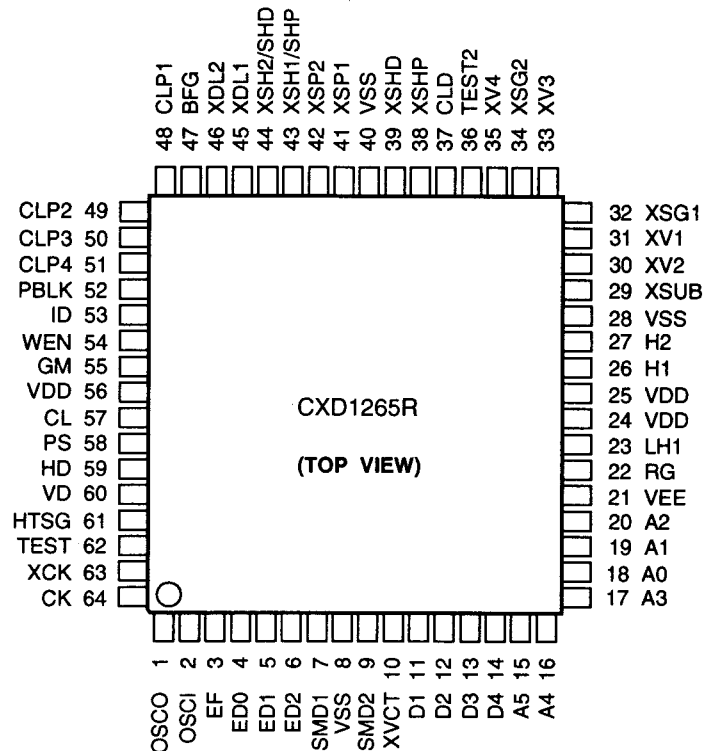 48 CLP1
47 BFG
46 XDL2
45 XDL1
44 XSH2/SHD
43 XSH1/SHP
42 XSP2
41 XSP1
40 VSS
39 XSHD
38 XSHP
37 CLD
36 TEST2
35 XV4
34 XSG2
33 XV3
CLP2 49
CLP3 50
CLP4 51
PBLK 52
ID 53
WEN 54
GM 55
VDD 56
CL 57
PS 58
HD 59
VD 60
HTSG 61
TEST 62
XCK 63
CK 64
CXD1265R
(TOP VIEW)
32 XSG1
31 XV1
30 XV2
29 XSUB
28 VSS
27 H2
26 H1
25 VDD
24 VDD
23 LH1
22 RG
21 VEE
20 A2
19 A1
18 A0
17 A3
OSCO 1
OSCI 2
EF 3
ED0 4
ED1 5
ED2 6
SMD1 7
VSS 8
SMD2 9
XVCT 10
D1 11
D2 12
D3 13
D4 14
A5 15
A4 16